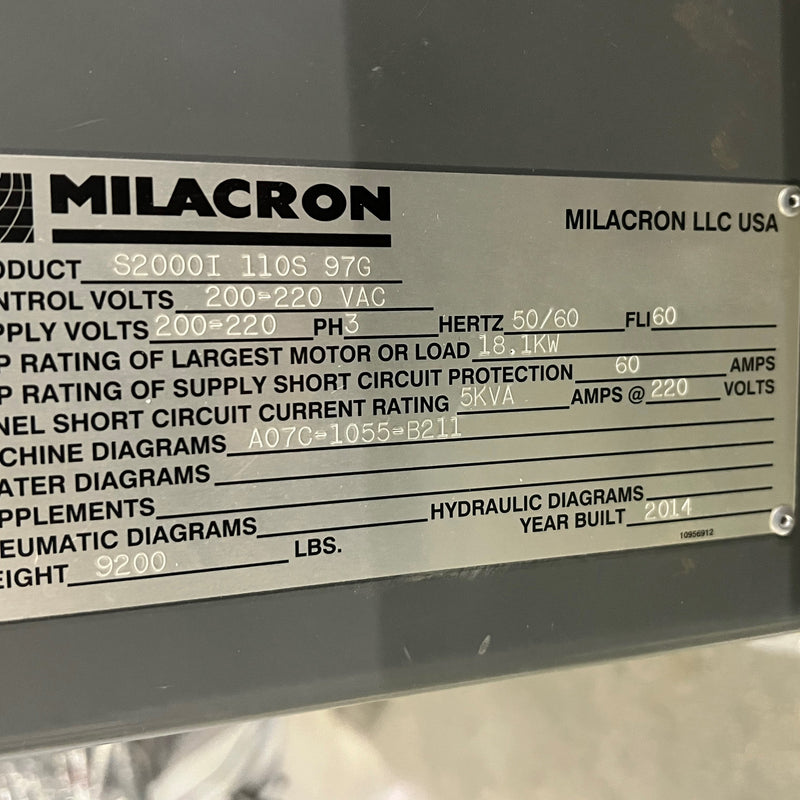 MILACRON
MILACRON LLC USA
ODUCT S2000I 110S 97G
NTROL VOLTS 200-220 VAC
PPLY VOLTS 200-220 PH 3 HERTZ 50/60 FLI 60
P RATING OF LARGEST MOTOR OR LOAD 18.1KW
P RATING OF SUPPLY SHORT CIRCUIT PROTECTION 60 AMPS
NEL SHORT CIRCUIT CURRENT RATING 5KVA AMPS @ 220 VOLTS
CHINE DIAGRAMS A07C-1055-B211
ATER DIAGRAMS
PPLEMENTS
EUMATIC DIAGRAMS HYDRAULIC DIAGRAMS
EIGHT 9200 LBS. YEAR BUILT 2014
10956912